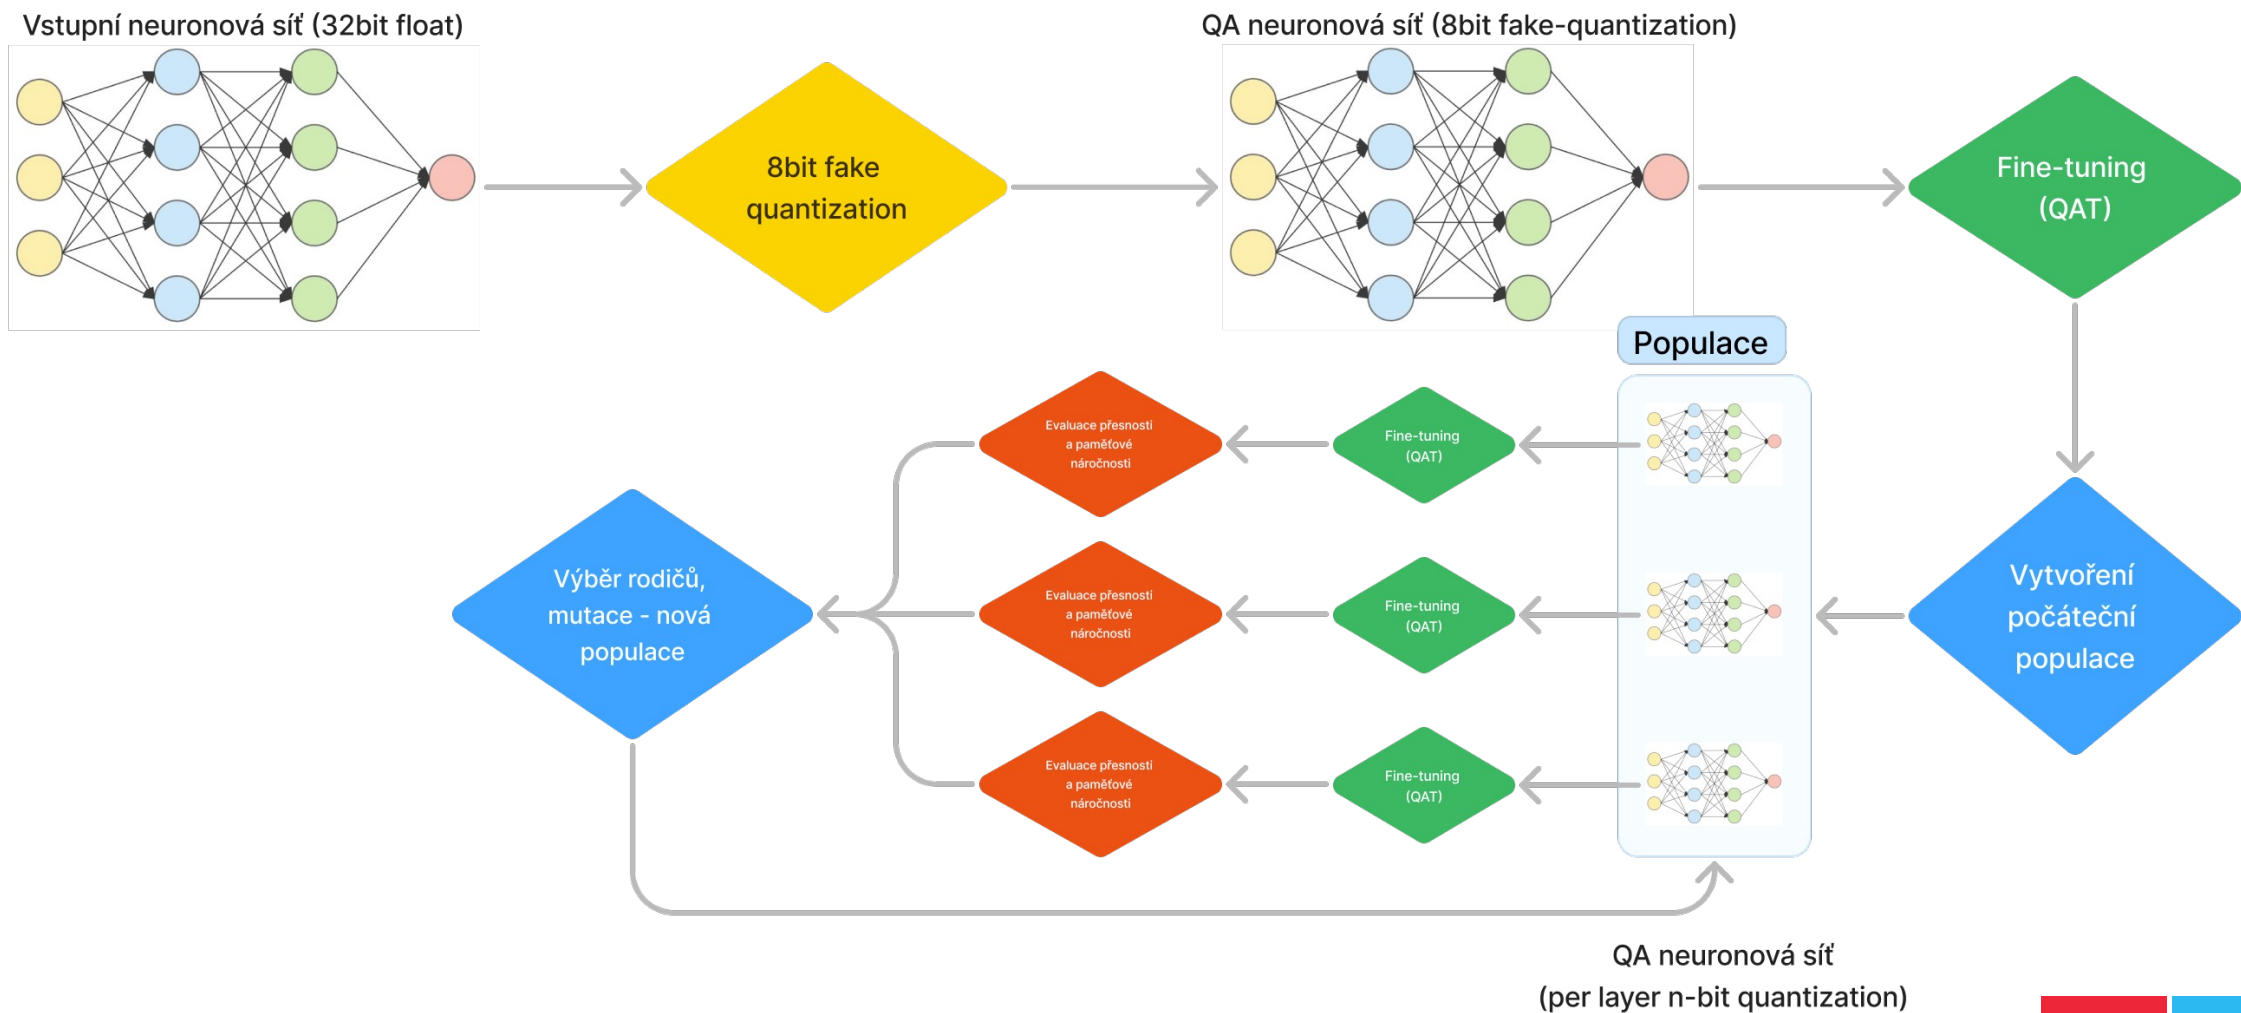 Vstupní neuronová síť (32bit float)
QA neuronová síť (8bit fake-quantization)
8bit fake
quantization
Fine-tuning
(QAT)
Populace
Vytvoření
počáteční
populace
Fine-tuning
(QAT)
Evaluace přesnosti
a paměťové
náročnosti
Fine-tuning
(QAT)
Evaluace přesnosti
a paměťové
náročnosti
Fine-tuning
(QAT)
Evaluace přesnosti
a paměťové
náročnosti
Výběr rodičů,
mutace - nová
populace
QA neuronová síť
(per layer n-bit quantization)